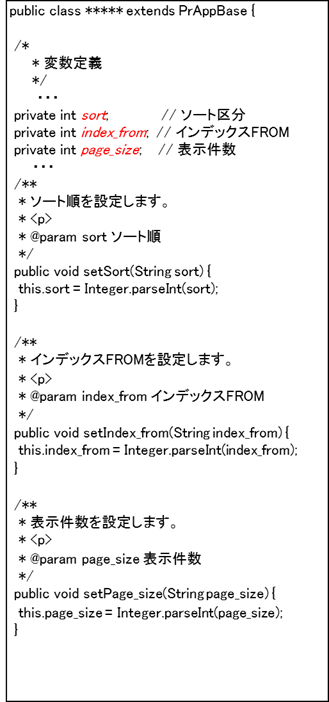 public class ***** extends PrAppBase {
/*
* 変数定義
*/
・・・
private int sort; // ソート区分
private int index_from; // インデックスFROM
private int page_size; // 表示件数
・・・
/**
* ソート順を設定します。
* <p>
* @param sort ソート順
*/
public void setSort(String sort) {
this.sort = Integer.parseInt(sort);
}
/**
* インデックスFROMを設定します。
* <p>
* @param index_from インデックスFROM
*/
public void setIndex_from(String index_from) {
this.index_from = Integer.parseInt(index_from);
}
/**
* 表示件数を設定します。
* <p>
* @param page_size 表示件数
*/
public void setPage_size(String page_size) {
this.page_size = Integer.parseInt(page_size);
}